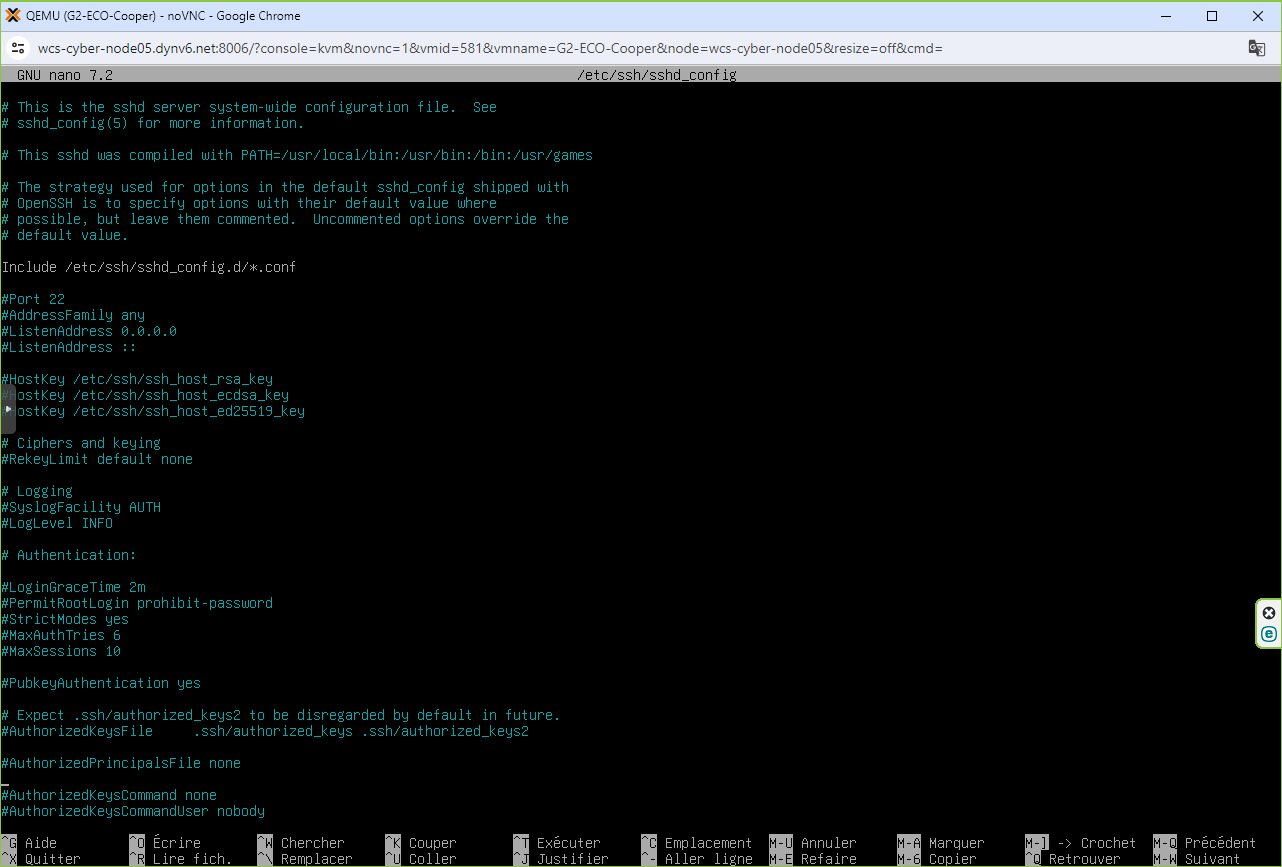 QEMU (G2-ECO-Cooper) - noVNC - Google Chrome
wcs-cyber-node05.dynv6.net:8006/?console=kvm&novnc=1&vmid=581&vmname=G2-ECO-Cooper&node=wcs-cyber-node05&resize=off&cmd=
GNU nano 7.2 /etc/ssh/sshd_config
# This is the sshd server system-wide configuration file.  See
# sshd_config(5) for more information.
# This sshd was compiled with PATH=/usr/local/bin:/usr/bin:/bin:/usr/games
# The strategy used for options in the default sshd_config shipped with
# OpenSSH is to specify options with their default value where
# possible, but leave them commented.  Uncommented options override the
# default value.
Include /etc/ssh/sshd_config.d/*.conf
#Port 22
#AddressFamily any
#ListenAddress 0.0.0.0
#ListenAddress ::
#HostKey /etc/ssh/ssh_host_rsa_key
#HostKey /etc/ssh/ssh_host_ecdsa_key
#HostKey /etc/ssh/ssh_host_ed25519_key
# Ciphers and keying
#RekeyLimit default none
# Logging
#SyslogFacility AUTH
#LogLevel INFO
# Authentication:
#LoginGraceTime 2m
#PermitRootLogin prohibit-password
#StrictModes yes
#MaxAuthTries 6
#MaxSessions 10
#PubkeyAuthentication yes
# Expect .ssh/authorized_keys2 to be disregarded by default in future.
#AuthorizedKeysFile     .ssh/authorized_keys .ssh/authorized_keys2
#AuthorizedPrincipalsFile none
#AuthorizedKeysCommand none
#AuthorizedKeysCommandUser nobody
^G Aide ^O Écrire ^W Chercher ^K Couper ^T Exécuter ^C Emplacement M-U Annuler M-A Marquer M-] -> Crochet M-Q Précédent
^X Quitter ^R Lire fich. ^\ Remplacer ^U Coller ^J Justifier ^- Aller ligne M-E Refaire M-6 Copier ^Q Retrouver M-W Suivant